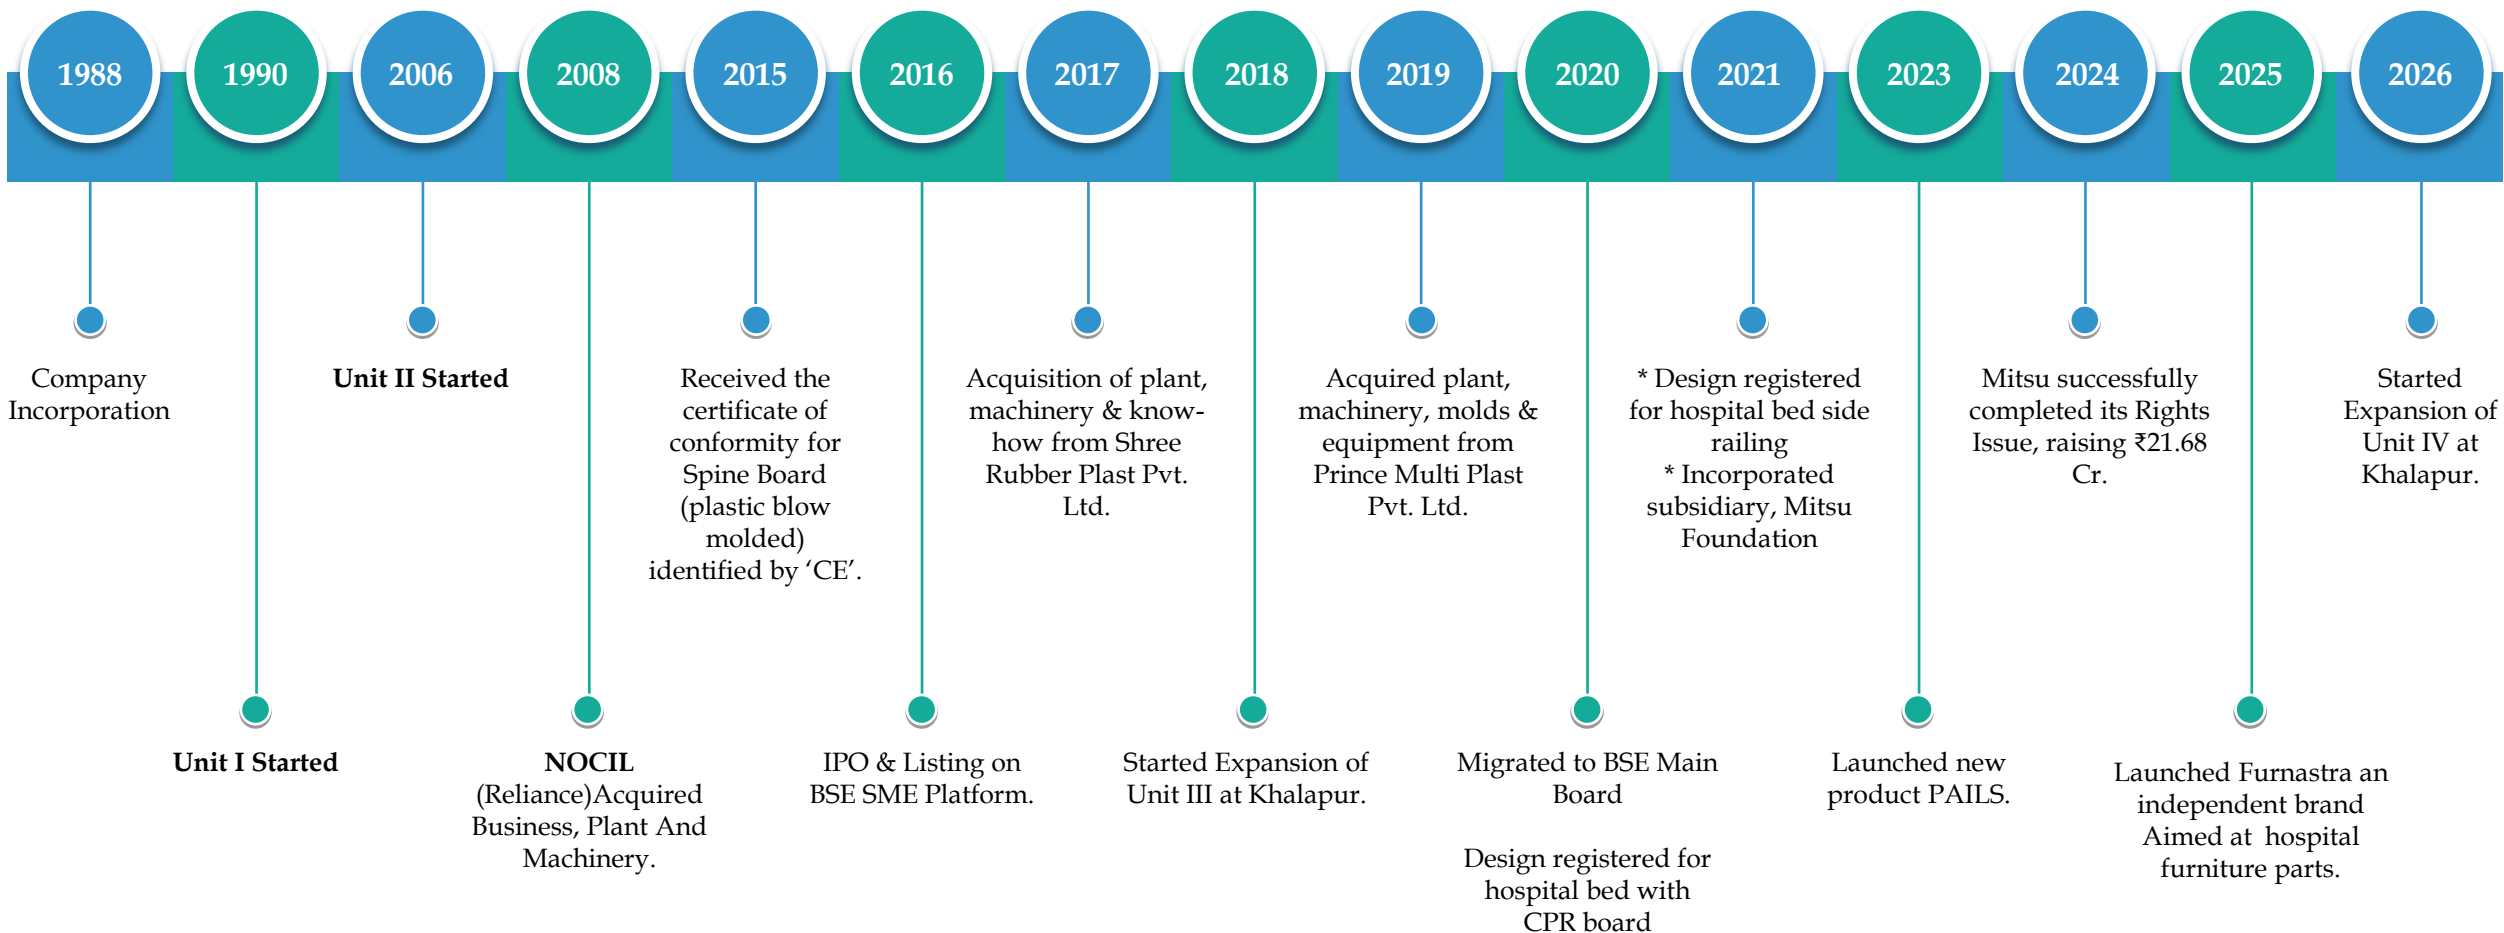 1988
1990
2006
2008
2015
2016
2017
2018
2019
2020
2021
2023
2024
2025
2026
Company
Incorporation
Unit II Started
Received the
certificate of
conformity for
Spine Board
(plastic blow
molded)
identified by ‘CE’.
Acquisition of plant,
machinery & know-
how from Shree
Rubber Plast Pvt.
Ltd.
Acquired plant,
machinery, molds &
equipment from
Prince Multi Plast
Pvt. Ltd.
* Design registered
for hospital bed side
railing
* Incorporated
subsidiary, Mitsu
Foundation
Mitsu successfully
completed its Rights
Issue, raising ₹21.68
Cr.
Started
Expansion of
Unit IV at
Khalapur.
Unit I Started
NOCIL
(Reliance)Acquired
Business, Plant And
Machinery.
IPO & Listing on
BSE SME Platform.
Started Expansion of
Unit III at Khalapur.
Migrated to BSE Main
Board
Design registered for
hospital bed with
CPR board
Launched new
product PAILS.
Launched Furnastra an
independent brand
Aimed at  hospital
furniture parts.